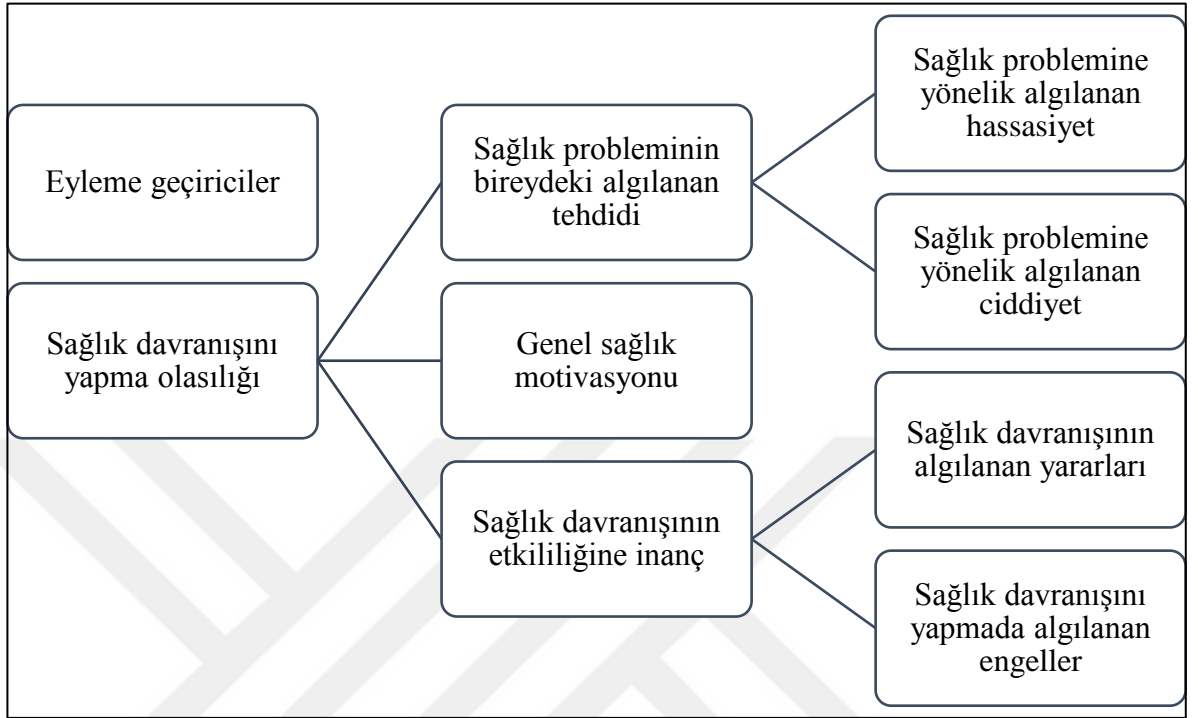 Eyleme geçiriciler
Sağlık davranışını
yapma olasılığı
Sağlık probleminin
bireydeki algılanan
tehdidi
Genel sağlık
motivasyonu
Sağlık davranışının
etkililiğine inanç
Sağlık problemine
yönelik algılanan
hassasiyet
Sağlık problemine
yönelik algılanan
ciddiyet
Sağlık davranışının
algılanan yararları
Sağlık davranışını
yapmada algılanan
engeller